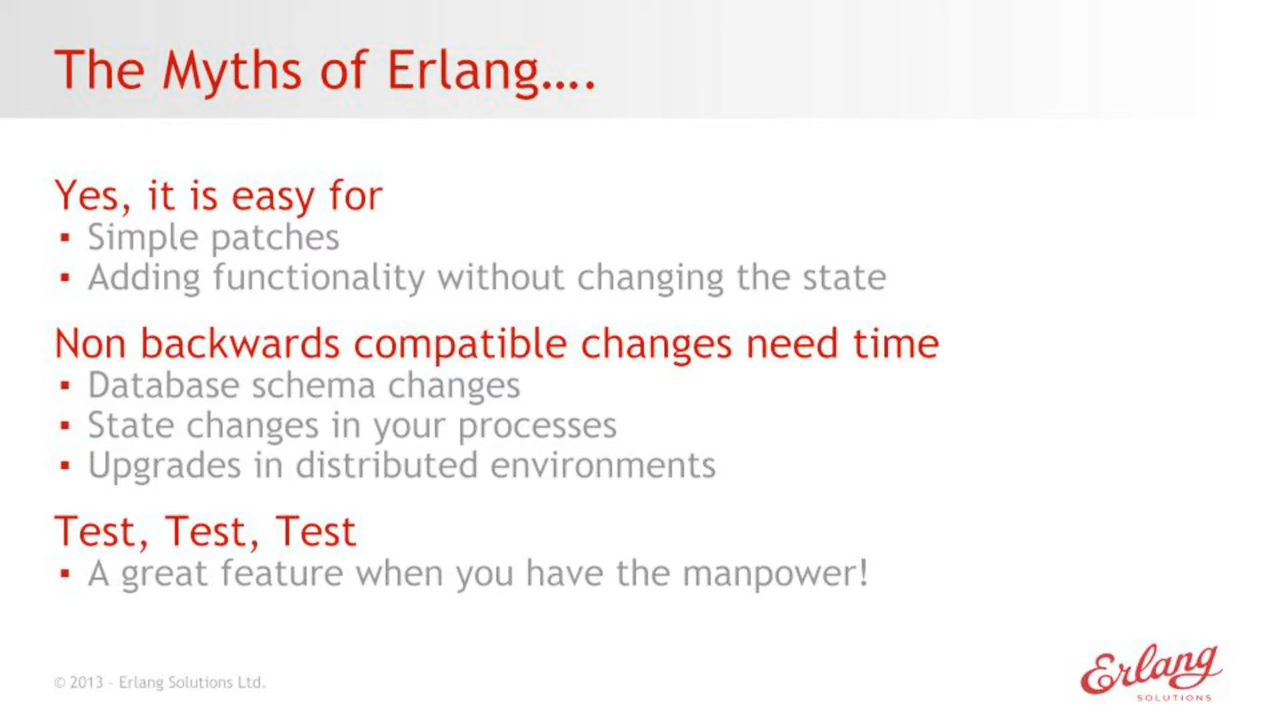 The Myths of Erlang....
Yes, it is easy for
▪ Simple patches
▪ Adding functionality without changing the state
Non backwards compatible changes need time
▪ Database schema changes
▪ State changes in your processes
▪ Upgrades in distributed environments
Test, Test, Test
▪ A great feature when you have the manpower!
© 2013 – Erlang Solutions Ltd.
Erlang
SOLUTIONS